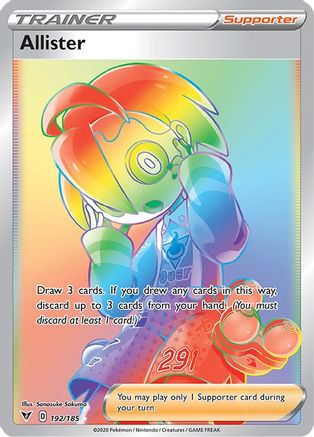 TRAINER Supporter
Allister
Draw 3 cards. If you drew any cards in this way,
discard up to 3 cards from your hand. (You must
discard at least 1 card.)
291
Illus. Sanosuke Sakuma
D 192/185
You may play only 1 Supporter card during
your turn.
©2020 Pokémon / Nintendo / Creatures / GAME FREAK